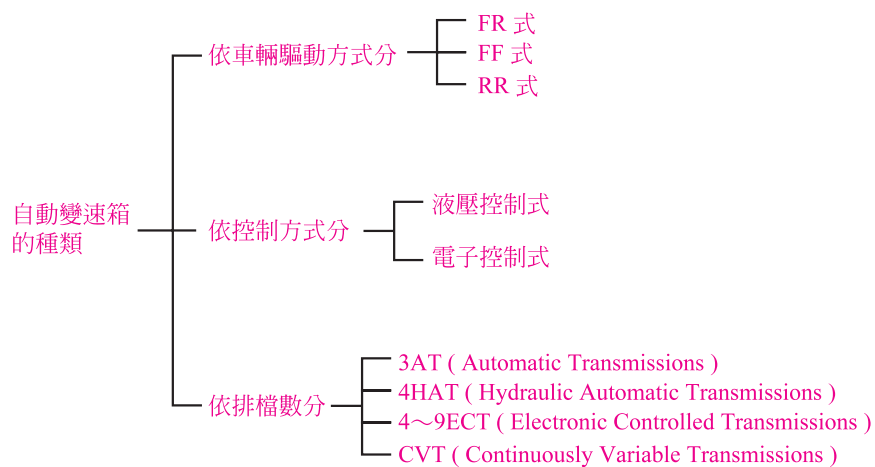 自動變速箱
的種類
依車輛驅動方式分
FR 式
FF 式
RR 式
依控制方式分
液壓控制式
電子控制式
依排檔數分
3AT ( Automatic Transmissions )
4HAT ( Hydraulic Automatic Transmissions )
4～9ECT ( Electronic Controlled Transmissions )
CVT ( Continuously Variable Transmissions )